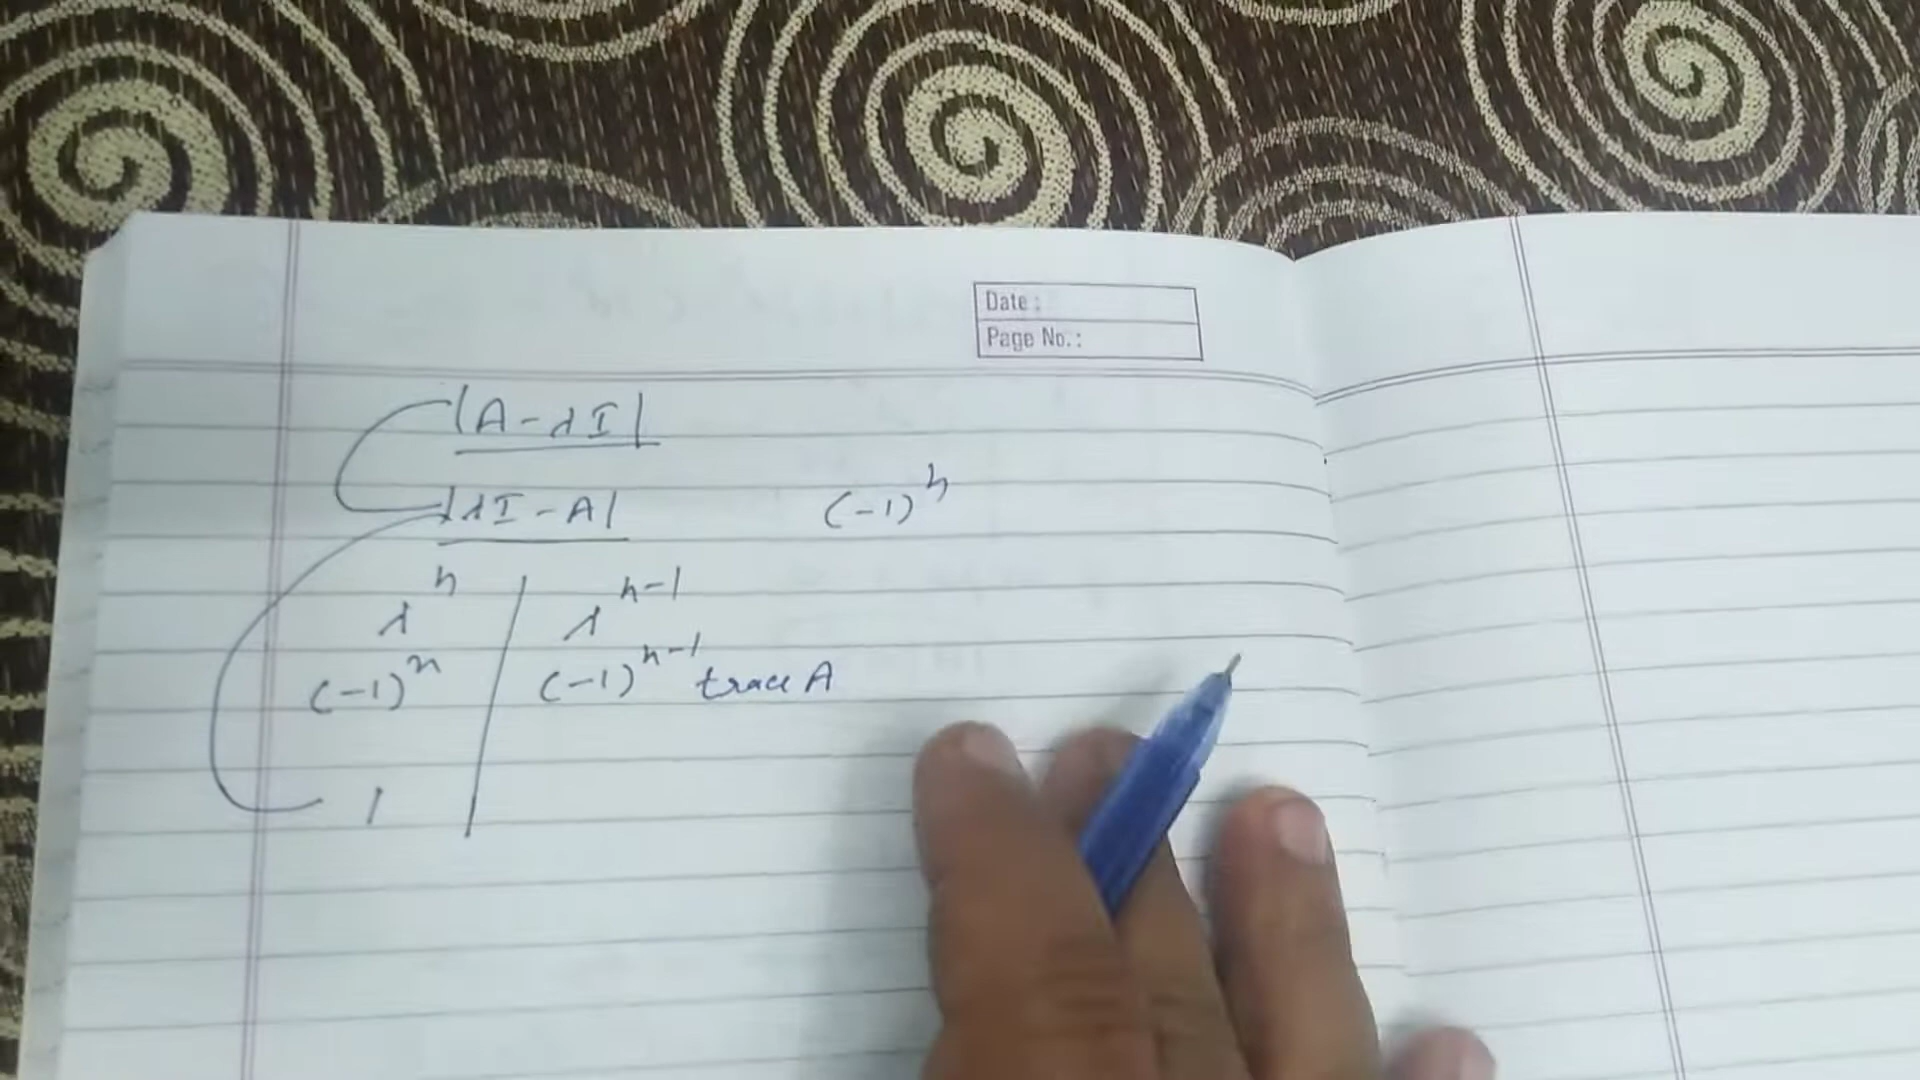 Date :
Page No. :
|A-λI|
|λI-A| (-1)^n
λ^n | λ^{n-1}
(-1)^n | (-1)^{n-1} trace A
1